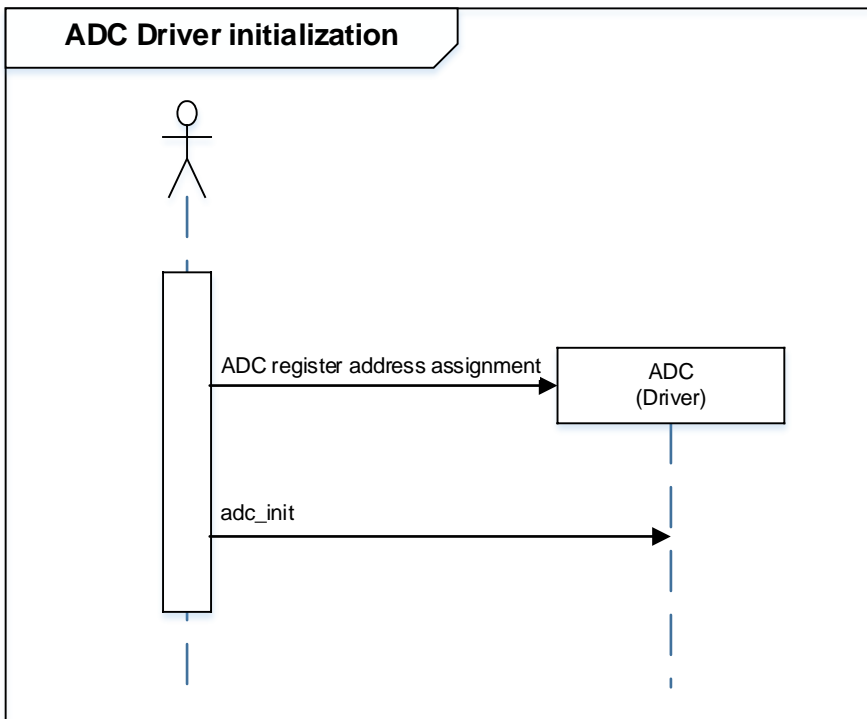 ADC Driver initialization
ADC register address assignment
ADC
(Driver)
adc_init